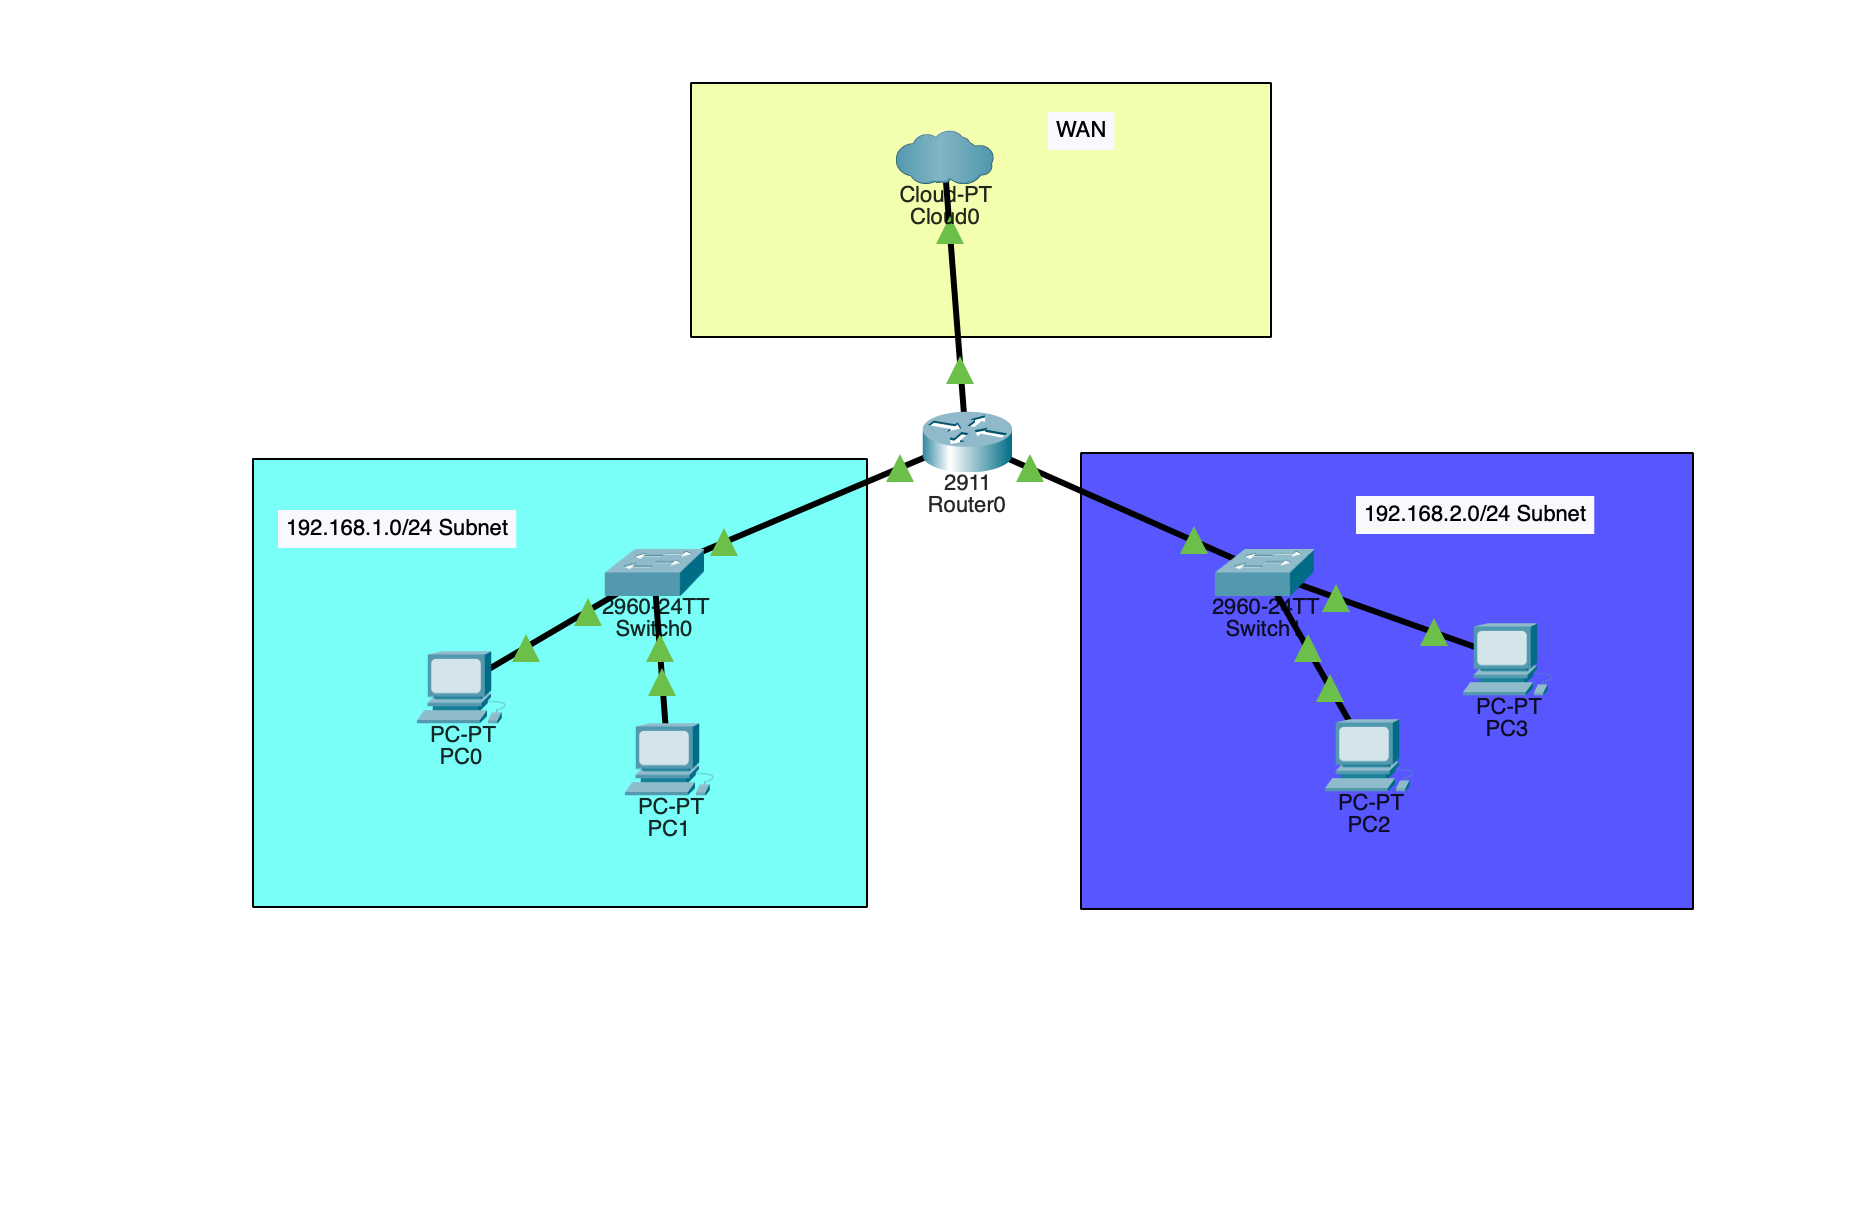 WAN
Cloud-PT
Cloud0
2911
Router0
192.168.1.0/24 Subnet
192.168.2.0/24 Subnet
2960-24TT
Switch0
2960-24TT
Switch1
PC-PT
PC0
PC-PT
PC1
PC-PT
PC3
PC-PT
PC2